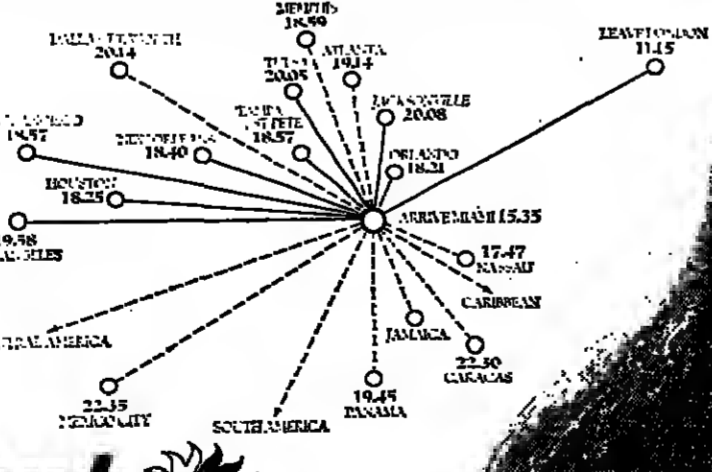 MEMPHIS
18.59
DALLAS/FT. WORTH
20.14
ATLANTA
19.14
LEAVE LONDON
11.15
TULSA
20.05
JACKSONVILLE
20.08
TAMPA
ST PETE
18.57
18.57
NEW ORLEANS
18.40
ORLANDO
18.21
HOUSTON
18.25
ARRIVE MIAMI 15.35
19.58
ANGELES
17.47
NASSAU
CARIBBEAN
TRAL AMERICA
JAMAICA
22.30
CARACAS
22.35
MEXICO CITY
19.45
PANAMA
SOUTH AMERICA